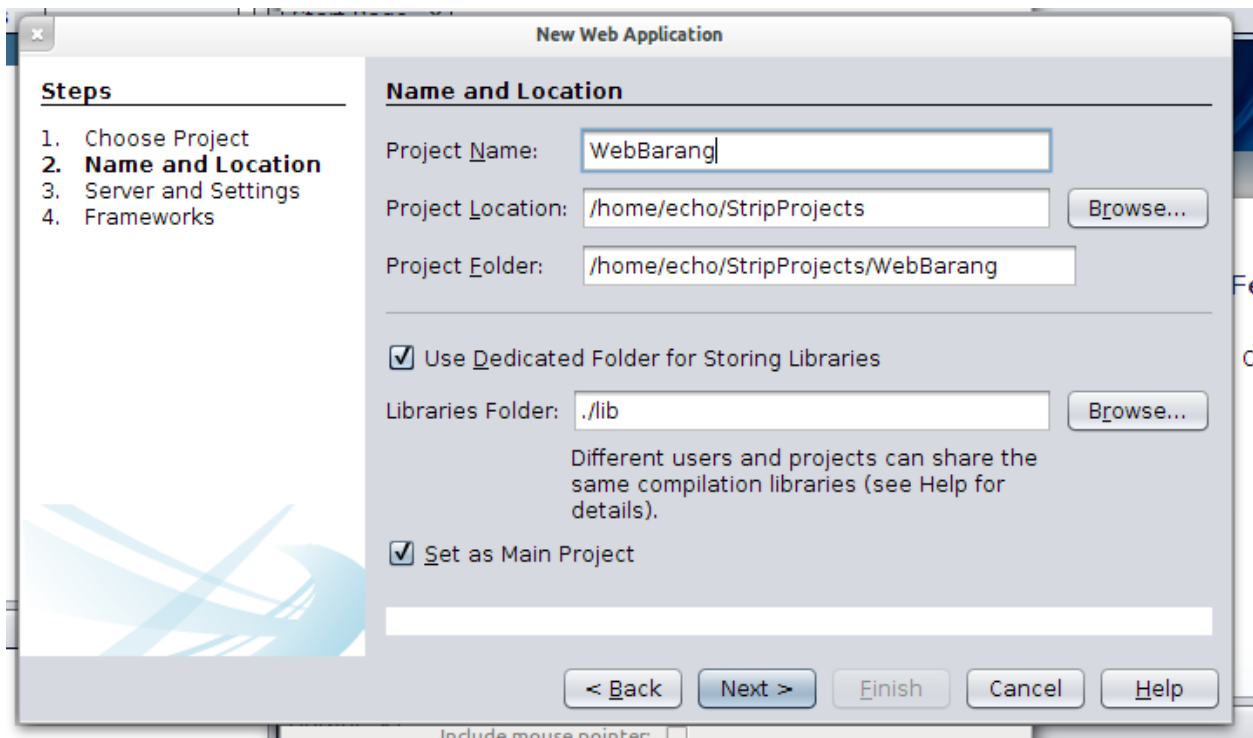 New Web Application
Steps
1. Choose Project
2. Name and Location
3. Server and Settings
4. Frameworks
Name and Location
Project Name: WebBarang
Project Location: /home/echo/StripProjects Browse...
Project Folder: /home/echo/StripProjects/WebBarang
Use Dedicated Folder for Storing Libraries
Libraries Folder: ./lib Browse...
Different users and projects can share the
same compilation libraries (see Help for
details).
Set as Main Project
< Back Next > Finish Cancel Help
Include mouse pointer: